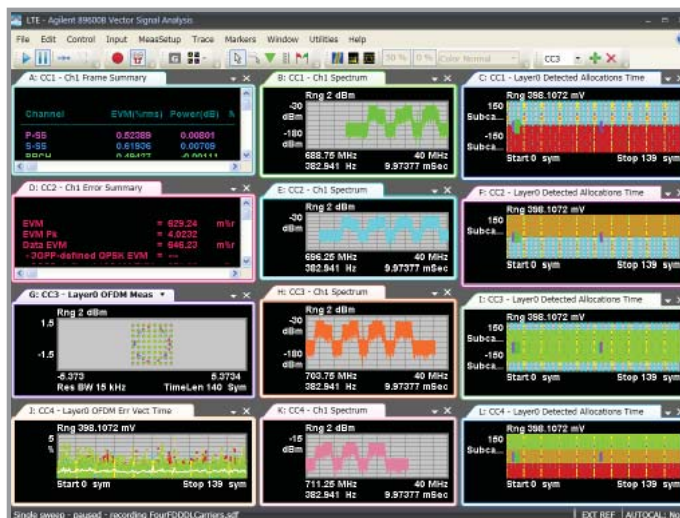 LTE - Agilent 89600B Vector Signal Analysis
File Edit Control Input MeasSetup Trace Markers Window Utilities Help
30 % 0 % Color Normal CC3
A: CC1 - Ch1 Frame Summary
Channel EVM(%rms) Power(dB)
P-SS 0.52389 0.00801
S-SS 0.61936 0.00709
B: CC1 - Ch1 Spectrum
Rng 2 dBm
-30
dBm
-180
dBm
688.75 MHz 40 MHz
382.941 Hz 9.97377 mSec
C: CC1 - Layer0 Detected Allocations Time
Rng 398.1072 mV
150
Subca...
-150
Subca...
Start 0 sym Stop 139 sym
D: CC2 - Ch1 Error Summary
EVM = 629.24 m%r
EVM Pk = 4.0232
Data EVM = 646.23 m%r
- 3GPP-defined QPSK EVM = ---
E: CC2 - Ch1 Spectrum
Rng 2 dBm
-30
dBm
696.25 MHz 40 MHz
382.941 Hz 9.97377 mSec
F: CC2 - Layer0 Detected Allocations Time
Rng 398.1072 mV
150
Subca...
Start 0 sym Stop 139 sym
G: CC3 - Layer0 OFDM Meas
Rng 2 dBm
1.5
-1.5
-5.373 5.3734
Res BW 15 kHz TimeLen 140 Sym
H: CC3 - Ch1 Spectrum
Rng 2 dBm
-30
dBm
-180
dBm
703.75 MHz 40 MHz
382.941 Hz 9.97377 mSec
I: CC3 - Layer0 Detected Allocations Time
Rng 398.1072 mV
150
Subca...
-150
Subca...
Start 0 sym Stop 139 sym
J: CC4 - Layer0 OFDM Err Vect Time
Rng 398.1072 mV
5
%
Start 0 sym Stop 139 sym
K: CC4 - Ch1 Spectrum
Rng 2 dBm
-15
dBm
711.25 MHz 40 MHz
382.941 Hz 9.97377 mSec
L: CC4 - Layer0 Detected Allocations Time
Rng 398.1072 mV
150
Subca...
Start 0 sym Stop 139 sym
Single sweep - paused - recording FourFDDDLCarriers.sdf EXT REF AUTOCAL: No